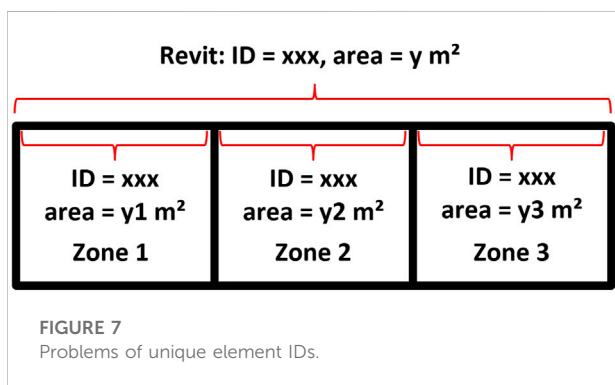 Revit: ID = xxx, area = y m²
ID = xxx
area = y1 m²
Zone 1
ID = xxx
area = y2 m²
Zone 2
ID = xxx
area = y3 m²
Zone 3
FIGURE 7
Problems of unique element IDs.